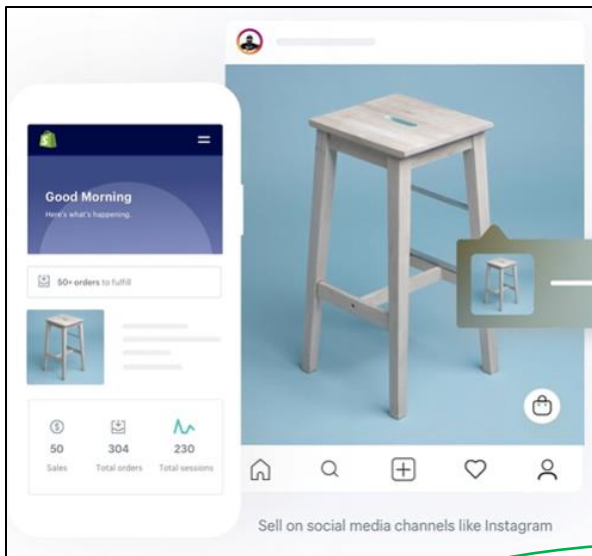 Good Morning
Here's what's happening.
50+ orders to fulfill
50 304 230
Sales Total orders Total sessions
Sell on social media channels like Instagram